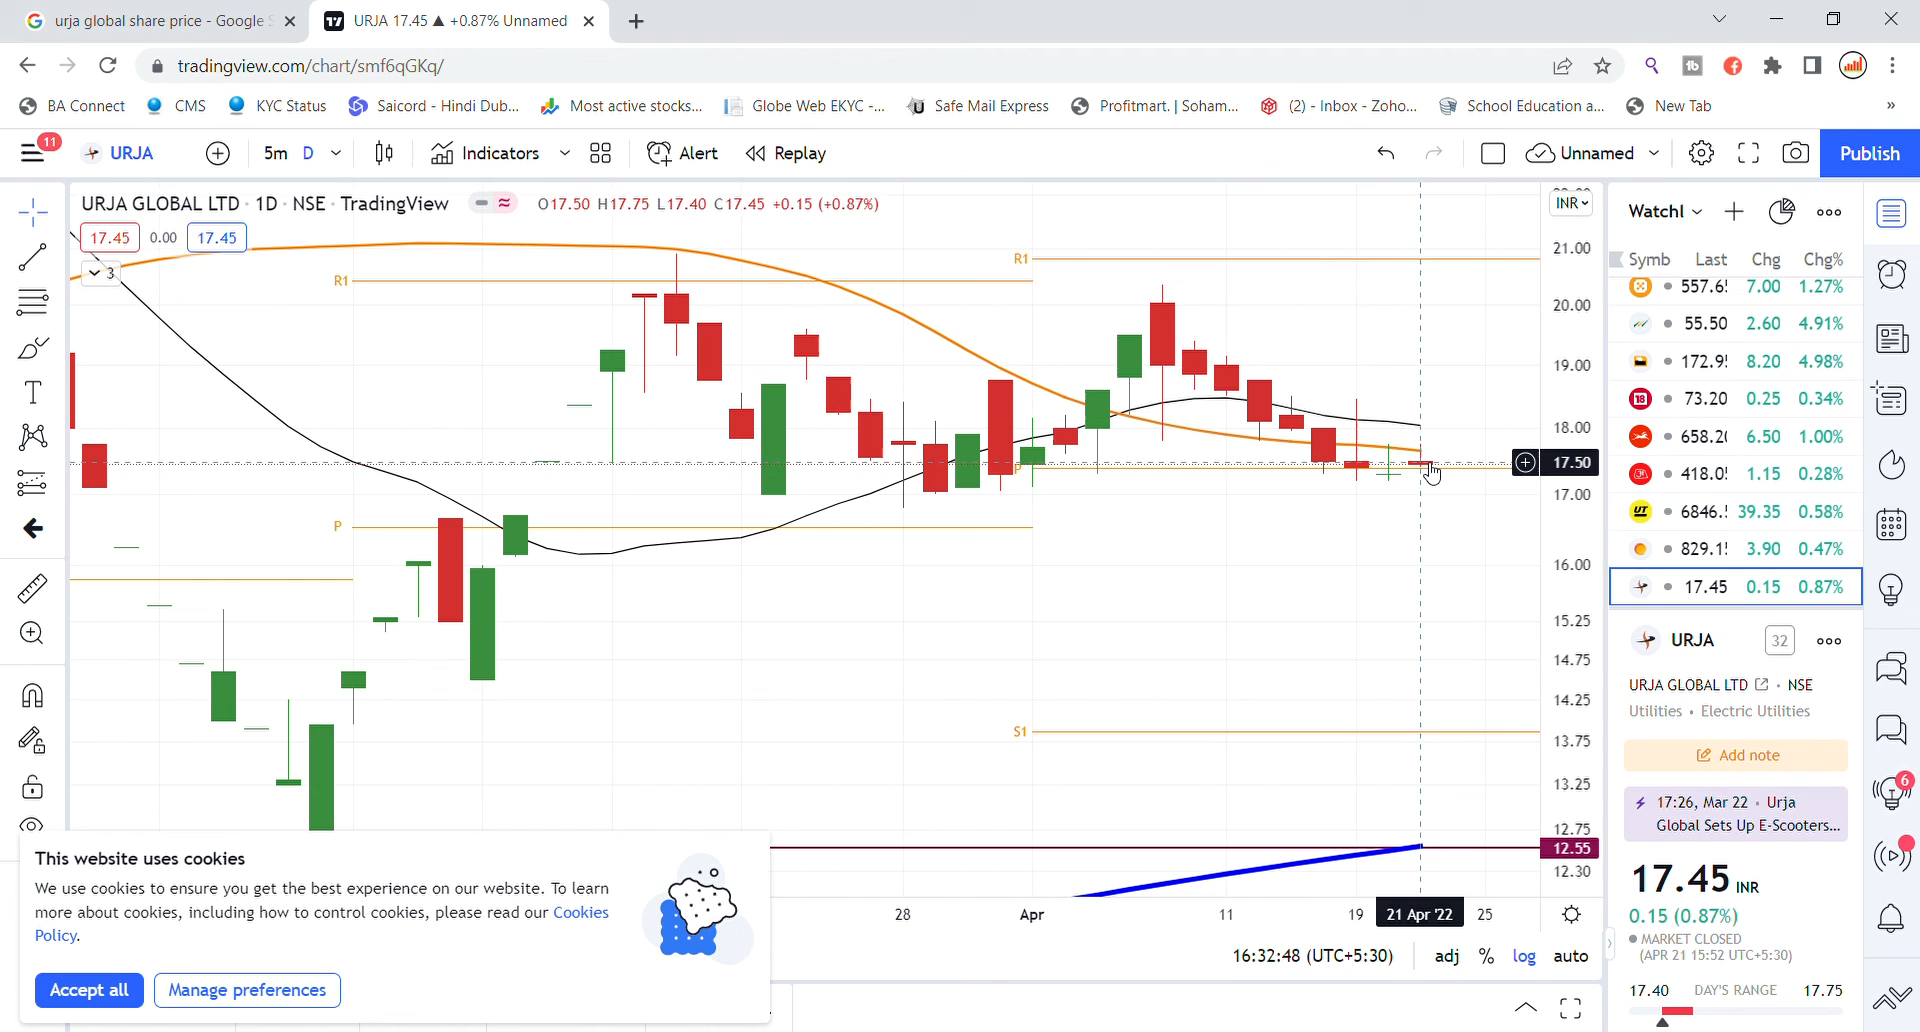 urja global share price - Google S
URJA 17.45 ▲ +0.87% Unnamed
tradingview.com/chart/smf6qGKq/
BA Connect
CMS
KYC Status
Saicord - Hindi Dub...
Most active stocks...
Globe Web EKYC -...
Safe Mail Express
Profitmart. | Soham...
(2) - Inbox - Zoho...
School Education a...
New Tab
»
11
URJA
5m D
Indicators
Alert
Replay
Unnamed
Publish
URJA GLOBAL LTD · 1D · NSE · TradingView
O17.50 H17.75 L17.40 C17.45 +0.15 (+0.87%)
17.45 0.00 17.45
3
INR
R1
R1
P
P
S1
21.00
20.00
19.00
18.00
17.50
17.00
16.00
15.25
14.75
14.25
13.75
13.25
12.75
12.55
12.30
28 Apr 11 19 21 Apr '22 25
16:32:48 (UTC+5:30) adj % log auto
This website uses cookies
We use cookies to ensure you get the best experience on our website. To learn
more about cookies, including how to control cookies, please read our Cookies
Policy.
Accept all
Manage preferences
Watchl
Symb Last Chg Chg%
557.6 7.00 1.27%
55.50 2.60 4.91%
172.9 8.20 4.98%
18 73.20 0.25 0.34%
658.2 6.50 1.00%
418.0 1.15 0.28%
UT 6846. 39.35 0.58%
829.1 3.90 0.47%
17.45 0.15 0.87%
URJA 32
URJA GLOBAL LTD · NSE
Utilities • Electric Utilities
Add note
17:26, Mar 22 • Urja
Global Sets Up E-Scooters...
17.45 INR
0.15 (0.87%)
MARKET CLOSED
(APR 21 15:52 UTC+5:30)
17.40 DAY'S RANGE 17.75
6